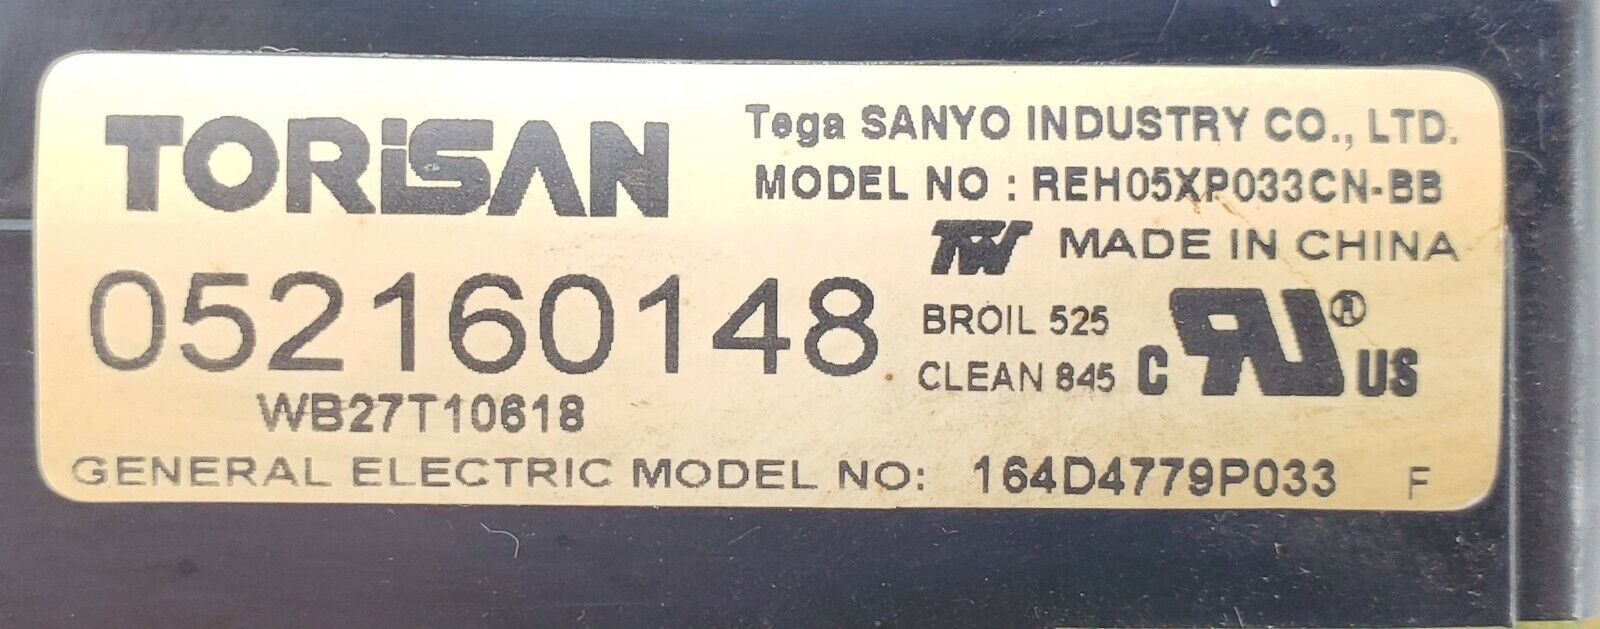 TORiSAN
Tega SANYO INDUSTRY CO., LTD.
MODEL NO : REH05XP033CN-BB
MADE IN CHINA
052160148
BROIL 525
CLEAN 845
C RU® US
WB27T10618
GENERAL ELECTRIC MODEL NO: 164D4779P033 F